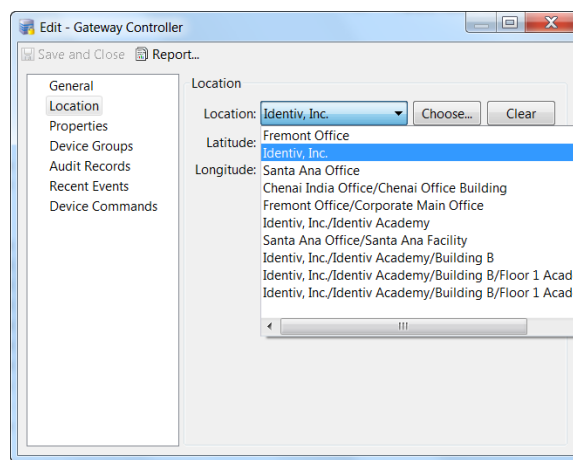 Edit - Gateway Controller
Save and Close Report...
General
Location
Properties
Device Groups
Audit Records
Recent Events
Device Commands
Location
Location: Identiv, Inc. Choose... Clear
Latitude:
Longitude:
Fremont Office
Identiv, Inc.
Santa Ana Office
Chenai India Office/Chenai Office Building
Fremont Office/Corporate Main Office
Identiv, Inc./Identiv Academy
Santa Ana Office/Santa Ana Facility
Identiv, Inc./Identiv Academy/Building B
Identiv, Inc./Identiv Academy/Building B/Floor 1 Acad
Identiv, Inc./Identiv Academy/Building B/Floor 1 Acad